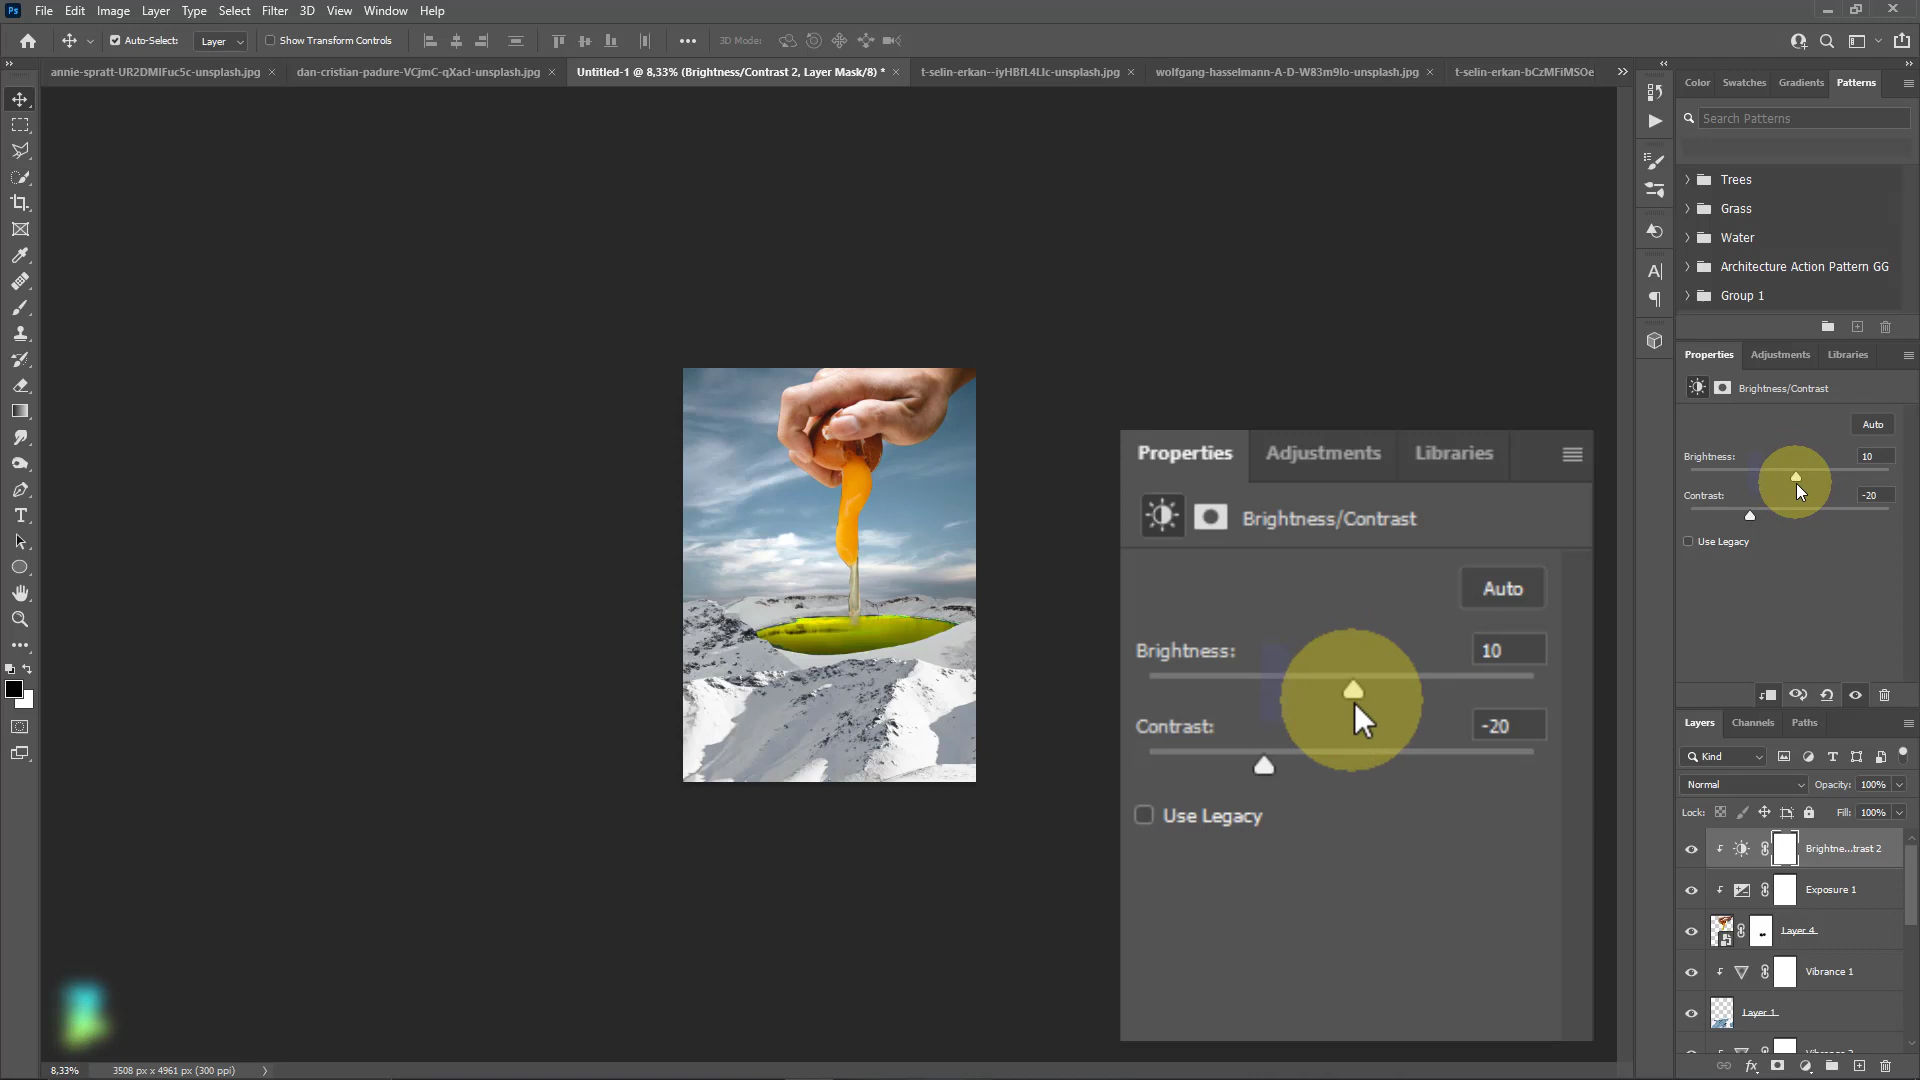 Ps File Edit Image Layer Type Select Filter 3D View Window Help
Auto-Select: Layer Show Transform Controls 3D Mode:
annie-spratt-UR2DMIFuc5c-unsplash.jpg dan-cristian-padure-VCjmC-qXacI-unsplash.jpg Untitled-1 @ 8,33% (Brightness/Contrast 2, Layer Mask/8) * t-selin-erkan--iyHBfL4LIc-unsplash.jpg wolfgang-hasselmann-A-D-W83m9Io-unsplash.jpg t-selin-erkan-bCzMFiMSOe
Color Swatches Gradients Patterns
Search Patterns
Trees
Grass
Water
Architecture Action Pattern GG
Group 1
Properties Adjustments Libraries
Brightness/Contrast
Auto
Brightness: 10
Contrast: -20
Use Legacy
Properties Adjustments Libraries
Brightness/Contrast
Auto
Brightness: 10
Contrast: -20
Use Legacy
Layers Channels Paths
Kind
Normal Opacity: 100%
Lock: Fill: 100%
Brightne...trast 2
Exposure 1
Layer 4
Vibrance 1
Layer 1
8,33% 3508 px x 4961 px (300 ppi)